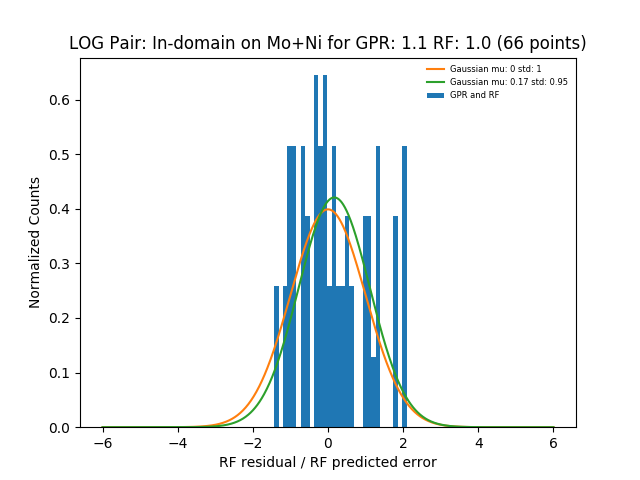 LOG Pair: In-domain on Mo+Ni for GPR: 1.1 RF: 1.0 (66 points)
Gaussian mu: 0 std: 1
Gaussian mu: 0.17 std: 0.95
GPR and RF
Normalized Counts
0.6
0.5
0.4
0.3
0.2
0.1
0.0
−6 −4 −2 0 2 4 6
RF residual / RF predicted error